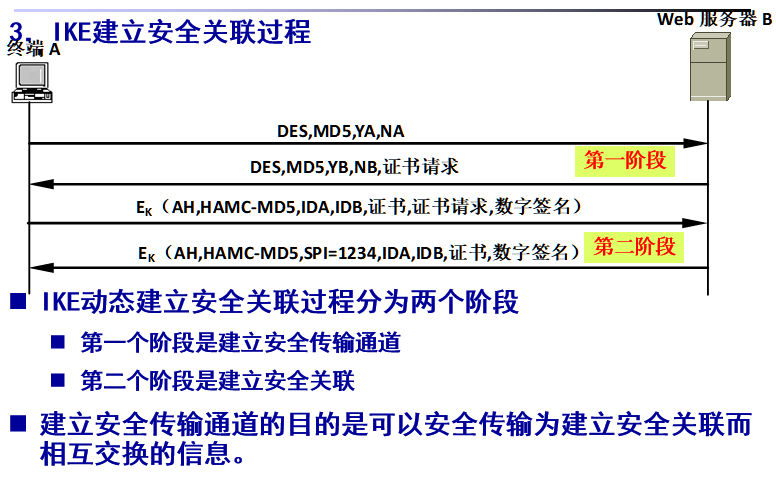 3．IKE建立安全关联过程
Web 服务器 B
终端 A
DES,MD5,YA,NA
DES,MD5,YB,NB,证书请求
第一阶段
EK（AH,HAMC-MD5,IDA,IDB,证书,证书请求,数字签名）
EK（AH,HAMC-MD5,SPI=1234,IDA,IDB,证书,数字签名）
第二阶段
IKE动态建立安全关联过程分为两个阶段
第一个阶段是建立安全传输通道
第二个阶段是建立安全关联
建立安全传输通道的目的是可以安全传输为建立安全关联而
相互交换的信息。